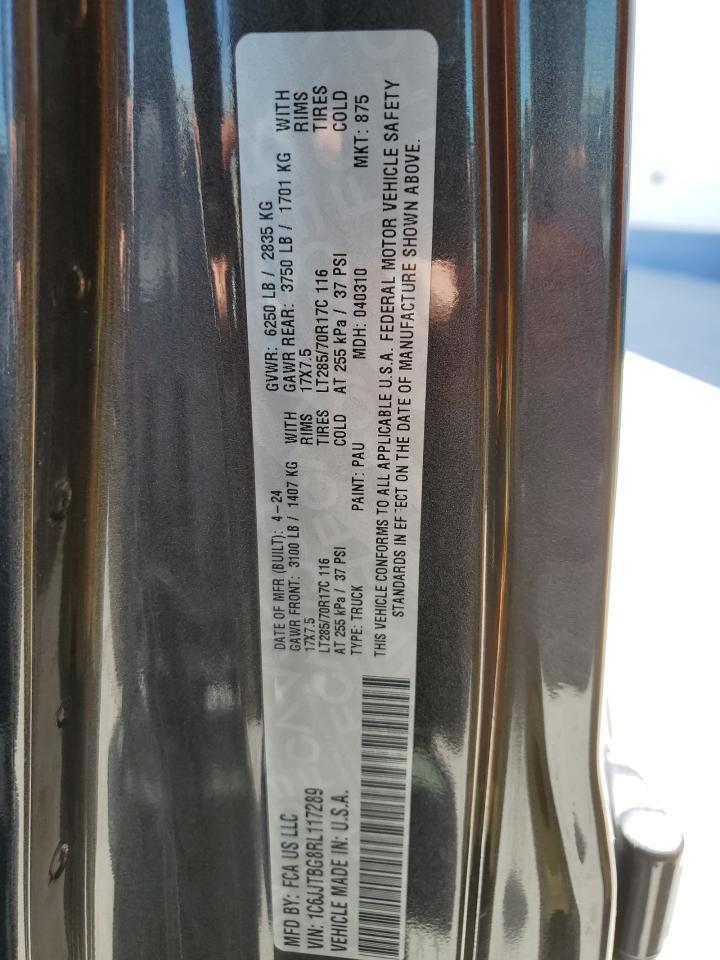 MFD BY: FCA US LLC
VIN: 1C6JJTBG8RL117289
VEHICLE MADE IN: U.S.A.
DATE OF MFR (BUILT): 4-24 GVWR: 6250 LB / 2835 KG
GAWR FRONT: 3100 LB / 1407 KG WITH GAWR REAR: 3750 LB / 1701 KG WITH
17X7.5 RIMS 17X7.5 RIMS
LT285/70R17C 116 TIRES LT285/70R17C 116 TIRES
AT 255 kPa / 37 PSI COLD AT 255 kPa / 37 PSI COLD
TYPE: TRUCK PAINT: PAU MDH: 040310 MKT: 875
THIS VEHICLE CONFORMS TO ALL APPLICABLE U.S.A. FEDERAL MOTOR VEHICLE SAFETY
STANDARDS IN EFFECT ON THE DATE OF MANUFACTURE SHOWN ABOVE.